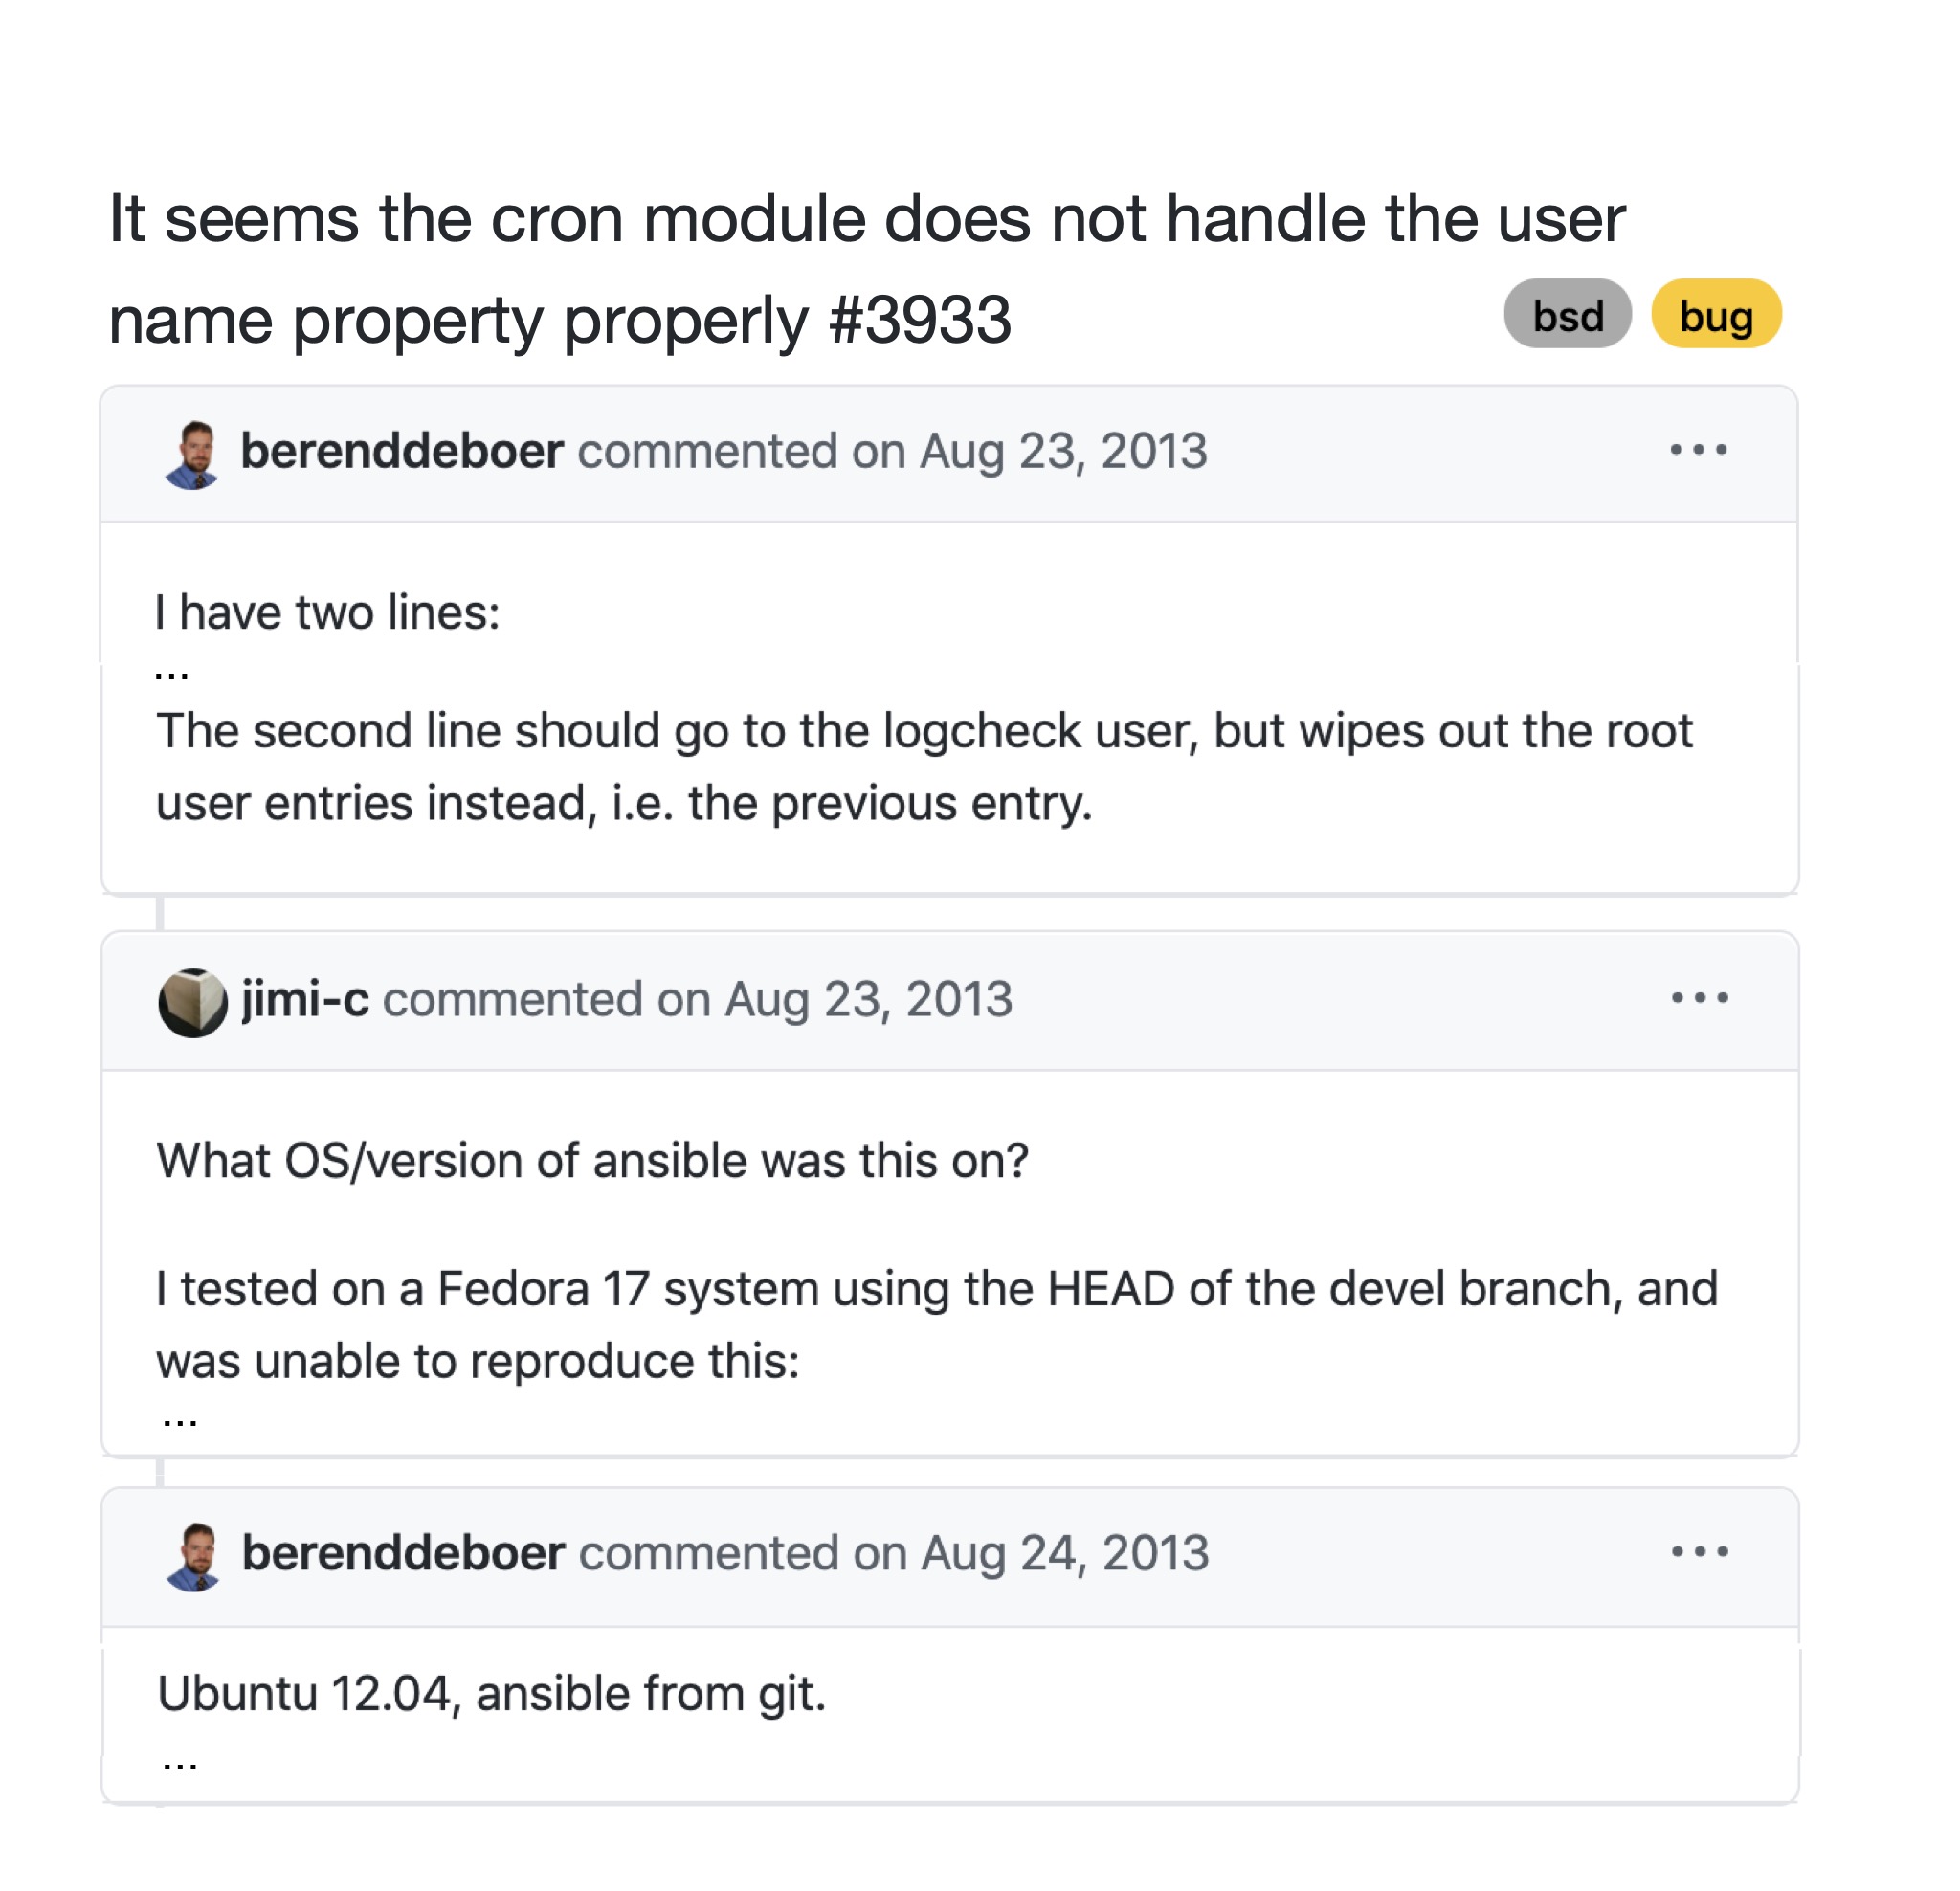 It seems the cron module does not handle the user
name property properly #3933
bsd bug
berenddeboer commented on Aug 23, 2013
I have two lines:
...
The second line should go to the logcheck user, but wipes out the root
user entries instead, i.e. the previous entry.
jimi-c commented on Aug 23, 2013
What OS/version of ansible was this on?
I tested on a Fedora 17 system using the HEAD of the devel branch, and
was unable to reproduce this:
...
berenddeboer commented on Aug 24, 2013
Ubuntu 12.04, ansible from git.
...